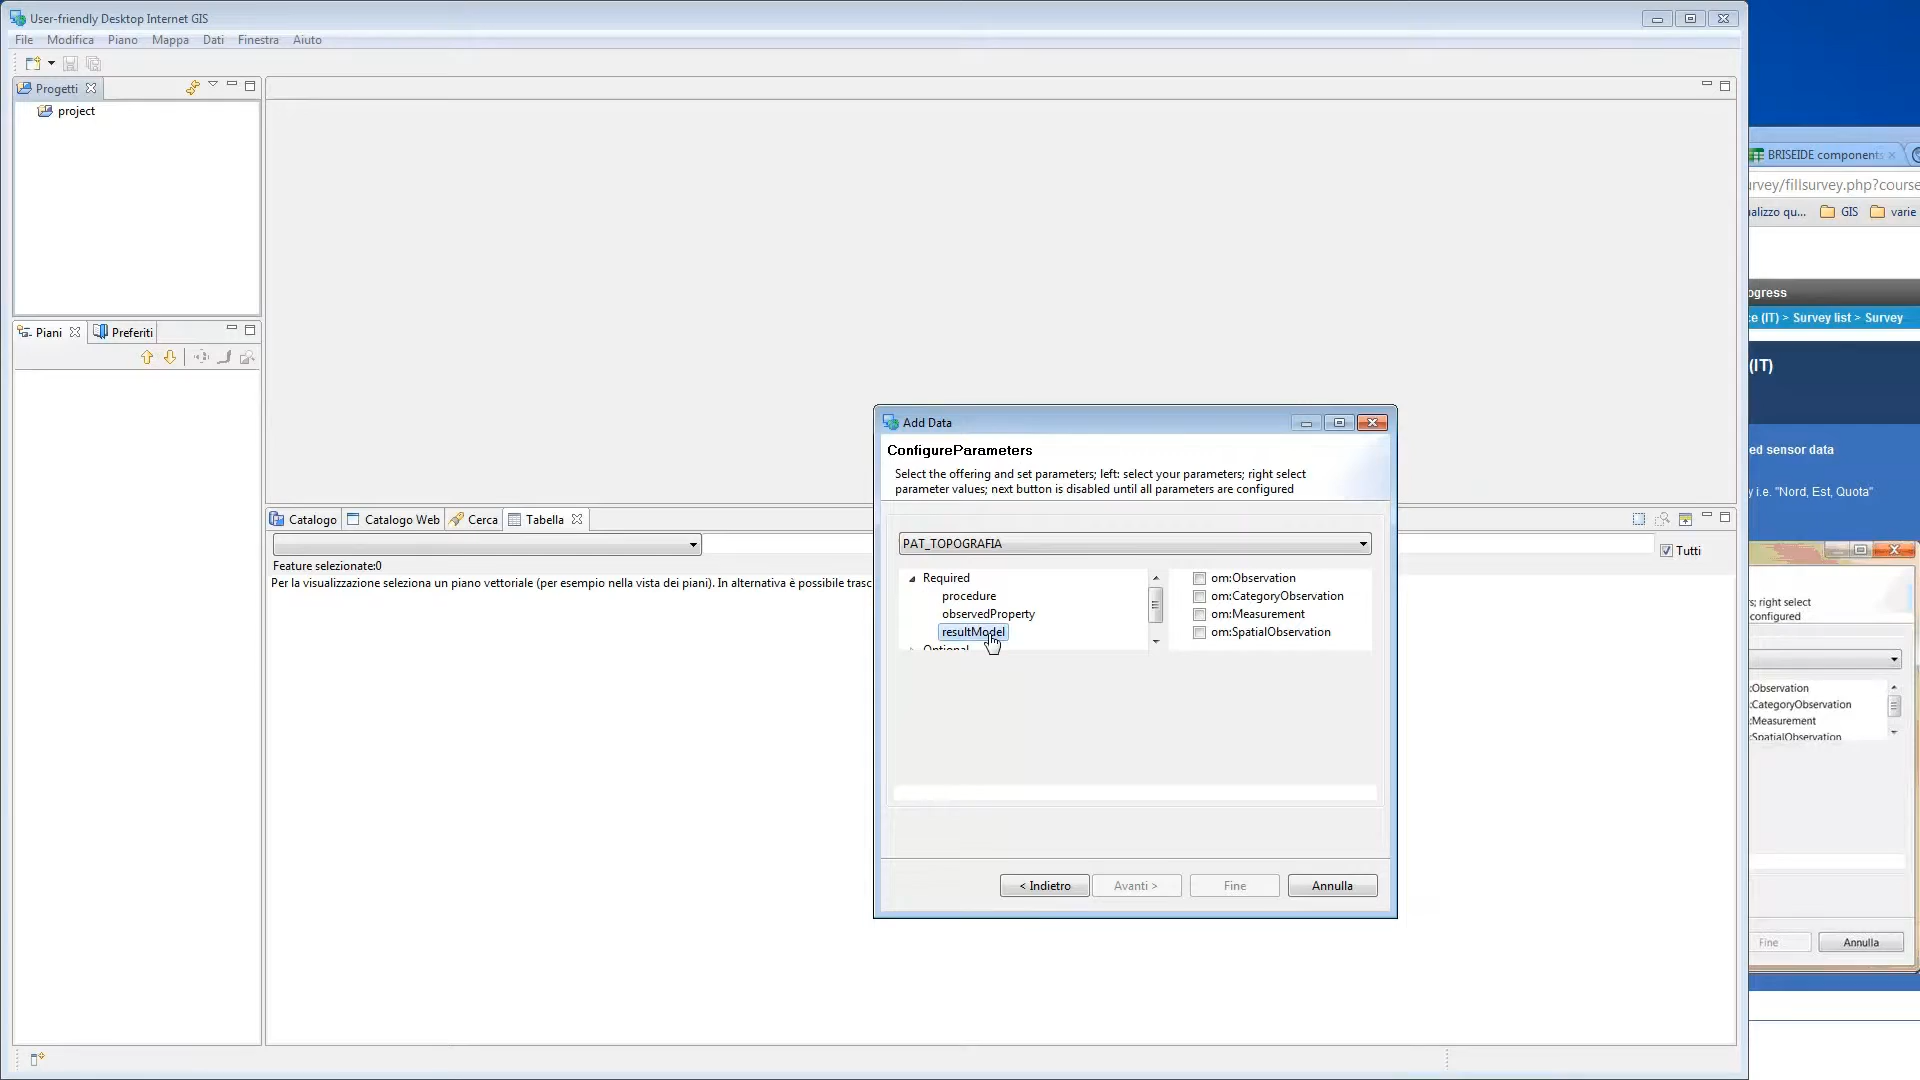 User-friendly Desktop Internet GIS
File Modifica Piano Mappa Dati Finestra Aiuto
Progetti
project
Piani Preferiti
Catalogo Catalogo Web Cerca Tabella
Tutti
Feature selezionate:0
Per la visualizzazione seleziona un piano vettoriale (per esempio nella vista dei piani). In alternativa è possibile trasc
Add Data
ConfigureParameters
Select the offering and set parameters; left: select your parameters; right select
parameter values; next button is disabled until all parameters are configured
PAT_TOPOGRAFIA
Required
procedure
observedProperty
resultModel
Optional
om:Observation
om:CategoryObservation
om:Measurement
om:SpatialObservation
< Indietro Avanti > Fine Annulla
BRISEIDE components
urvey/fillsurvey.php?course
ializzo qu... GIS varie
ogress
ce (IT) > Survey list > Survey
(IT)
ed sensor data
y i.e. "Nord, Est, Quota"
s; right select
configured
:Observation
:CategoryObservation
:Measurement
:SpatialObservation
Fine Annulla